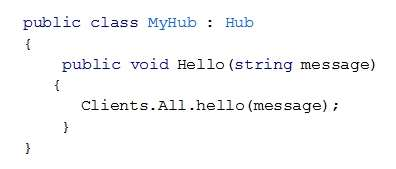 public class MyHub : Hub
{
public void Hello(string message)
{
Clients.All.hello(message);
}
}